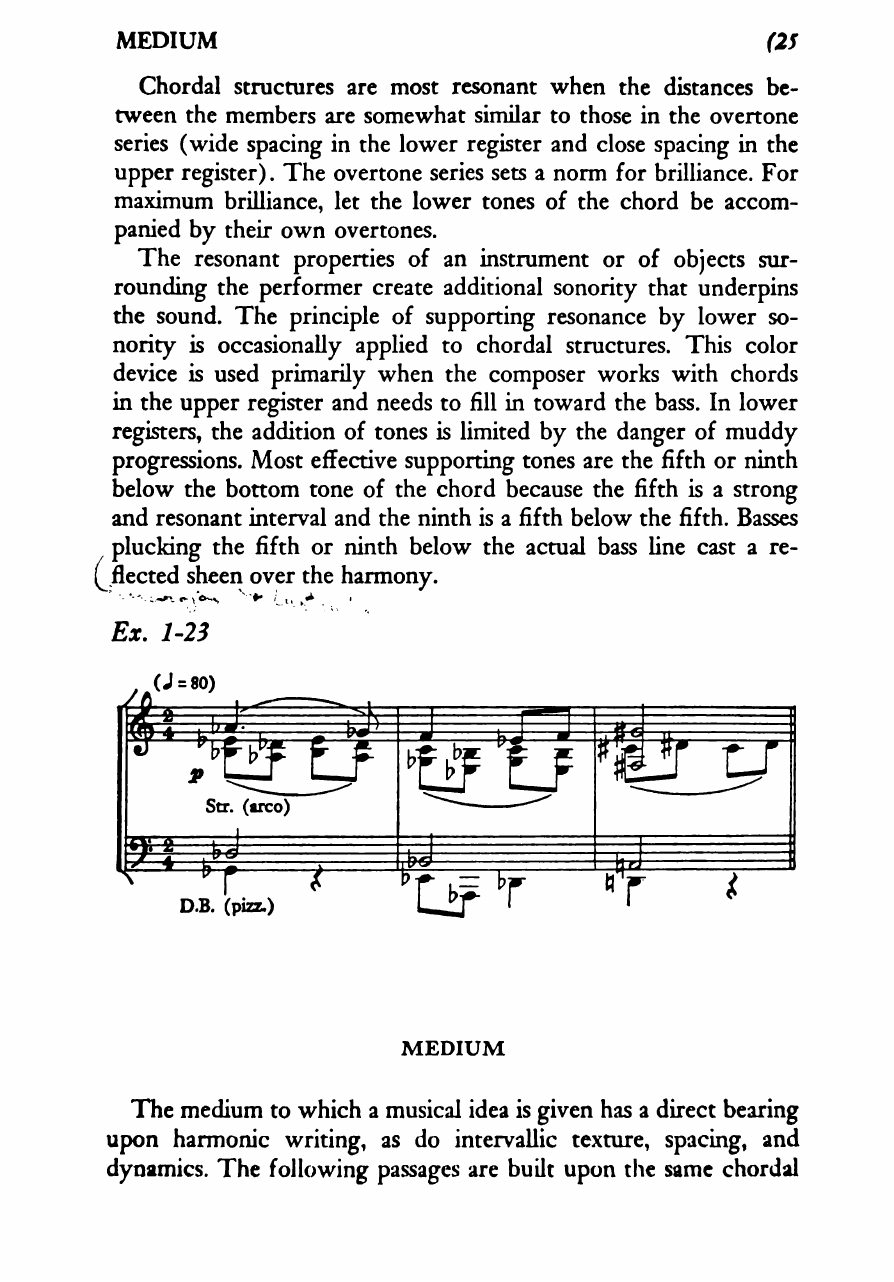 MEDIUM (25
Chordal structures are most resonant when the distances be-
tween the members are somewhat similar to those in the overtone
series (wide spacing in the lower register and close spacing in the
upper register). The overtone series sets a norm for brilliance. For
maximum brilliance, let the lower tones of the chord be accom-
panied by their own overtones.
The resonant properties of an instrument or of objects sur-
rounding the performer create additional sonority that underpins
the sound. The principle of supporting resonance by lower so-
nority is occasionally applied to chordal structures. This color
device is used primarily when the composer works with chords
in the upper register and needs to fill in toward the bass. In lower
registers, the addition of tones is limited by the danger of muddy
progressions. Most effective supporting tones are the fifth or ninth
below the bottom tone of the chord because the fifth is a strong
and resonant interval and the ninth is a fifth below the fifth. Basses
plucking the fifth or ninth below the actual bass line cast a re-
flected sheen over the harmony.
Ex. 1-23
(♩=80)
2
4
p
Str. (arco)
2
4
D.B. (pizz.)
MEDIUM
The medium to which a musical idea is given has a direct bearing
upon harmonic writing, as do intervallic texture, spacing, and
dynamics. The following passages are built upon the same chordal